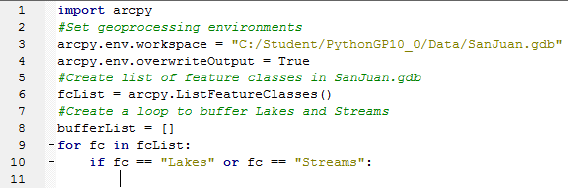 1 import arcpy
2 #Set geoprocessing environments
3 arcpy.env.workspace = "C:/Student/PythonGP10_0/Data/SanJuan.gdb"
4 arcpy.env.overwriteOutput = True
5 #Create list of feature classes in SanJuan.gdb
6 fcList = arcpy.ListFeatureClasses()
7 #Create a loop to buffer Lakes and Streams
8 bufferList = []
9 for fc in fcList:
10 if fc == "Lakes" or fc == "Streams":
11